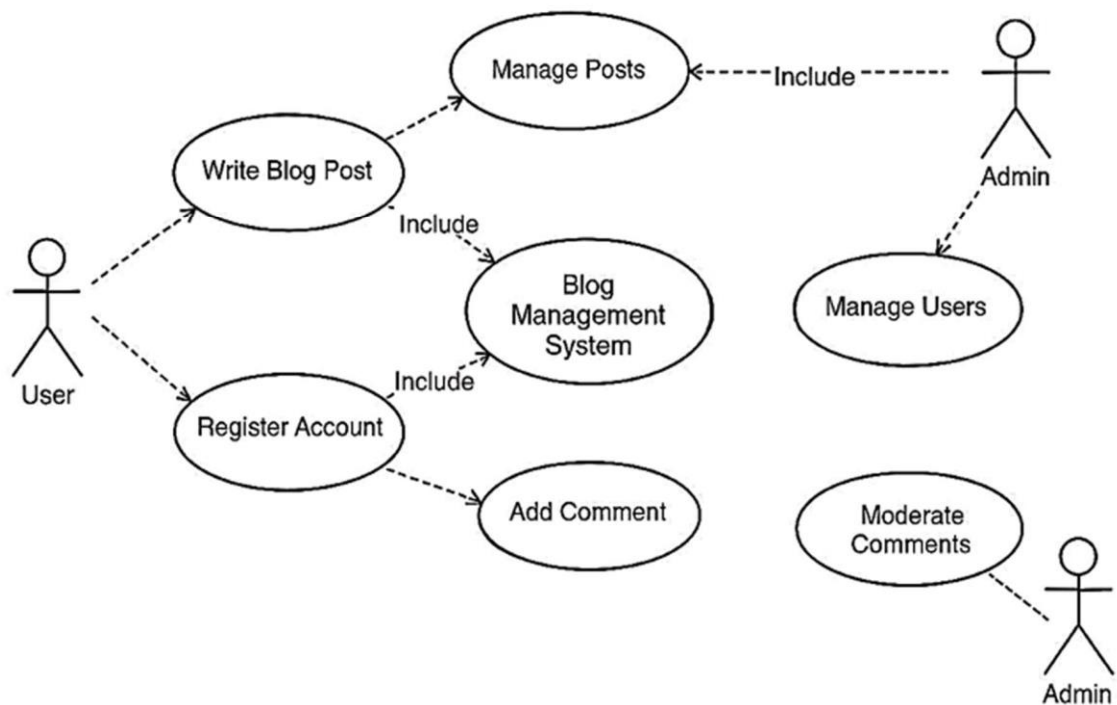 Manage Posts
Include
Admin
Write Blog Post
Include
Blog
Management
System
Manage Users
User
Include
Register Account
Add Comment
Moderate
Comments
Admin